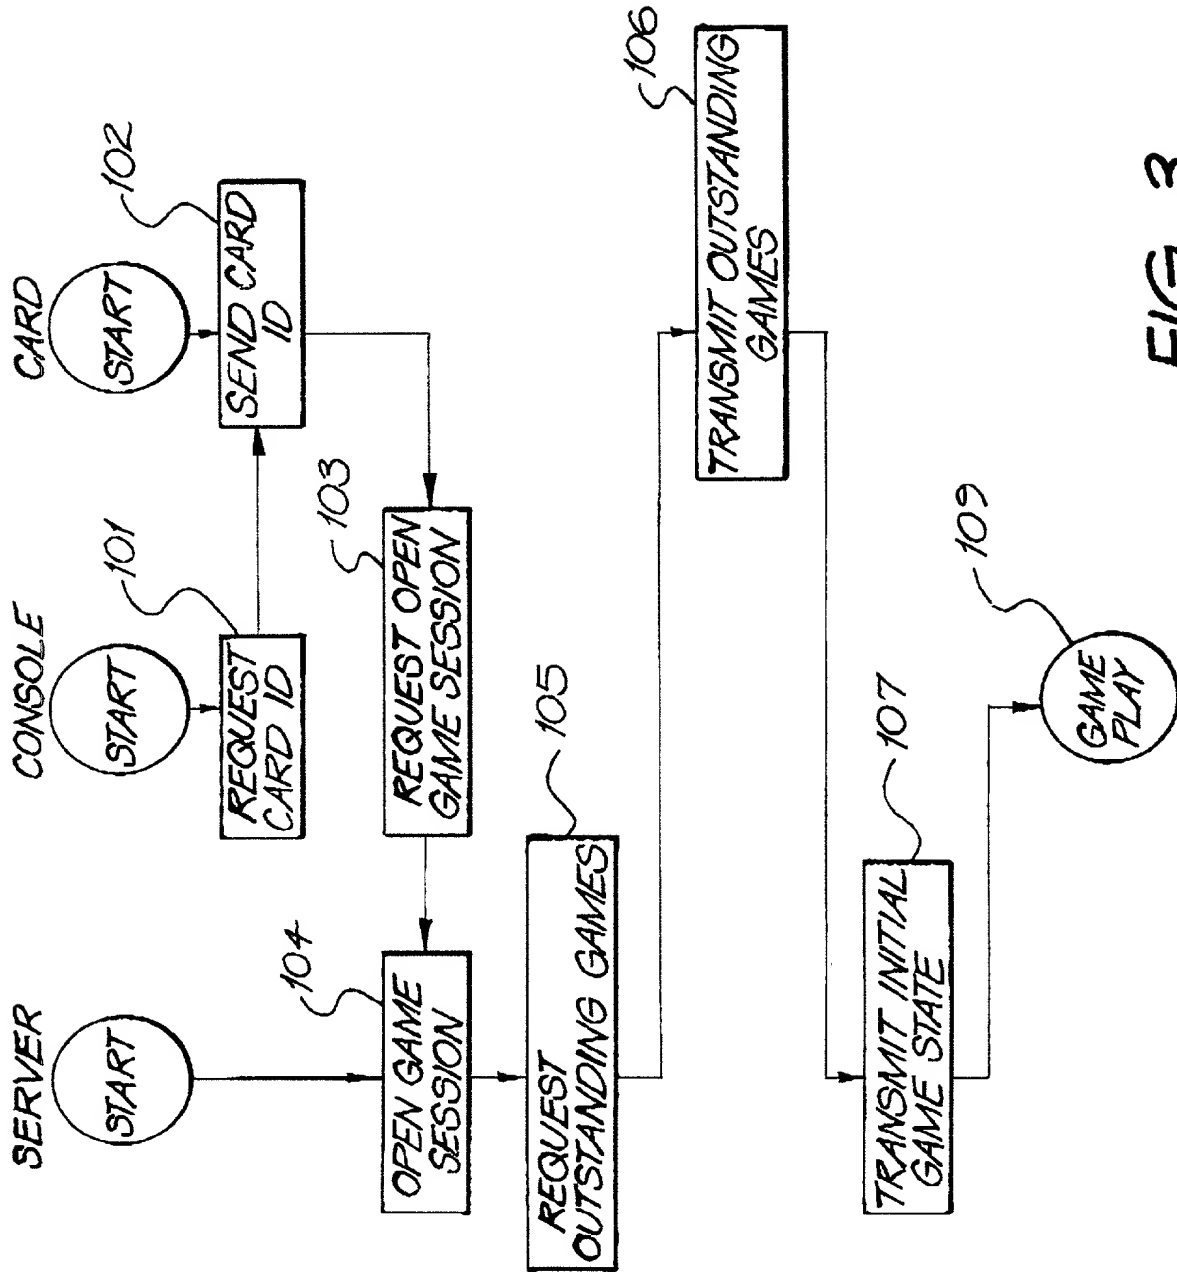 SERVER
CONSOLE
CARD
START
START
START
101
102
REQUEST
CARD ID
SEND CARD
ID
103
104
REQUEST OPEN
GAME SESSION
OPEN GAME
SESSION
105
REQUEST
OUTSTANDING GAMES
106
TRANSMIT OUTSTANDING
GAMES
107
TRANSMIT INITIAL
GAME STATE
109
GAME
PLAY
FIG. 3